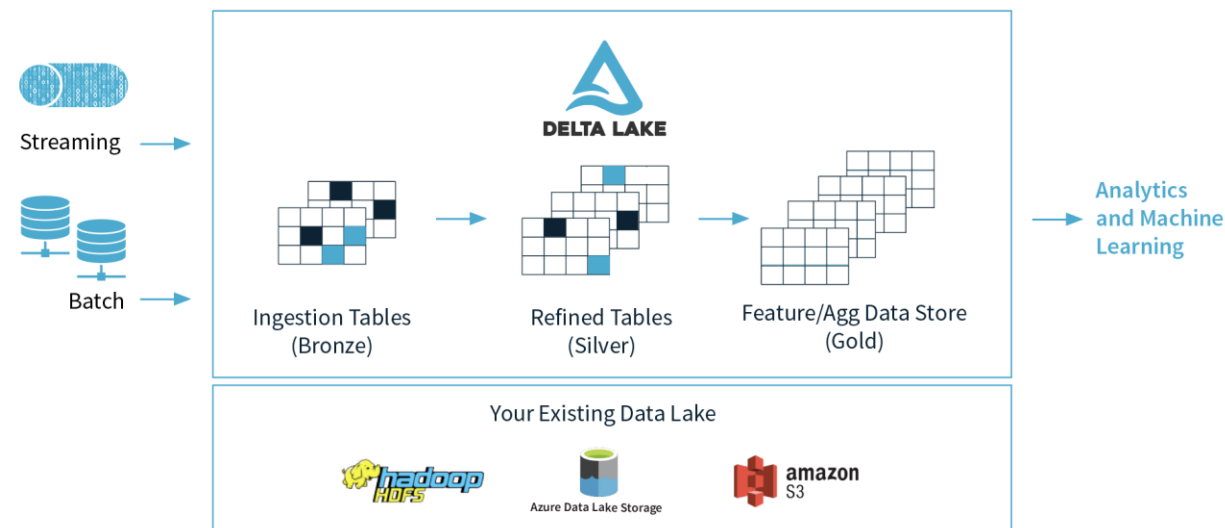 Streaming
Batch
DELTA LAKE
Ingestion Tables
(Bronze)
Refined Tables
(Silver)
Feature/Agg Data Store
(Gold)
Analytics
and Machine
Learning
Your Existing Data Lake
hadoop
HDFS
Azure Data Lake Storage
amazon
S3